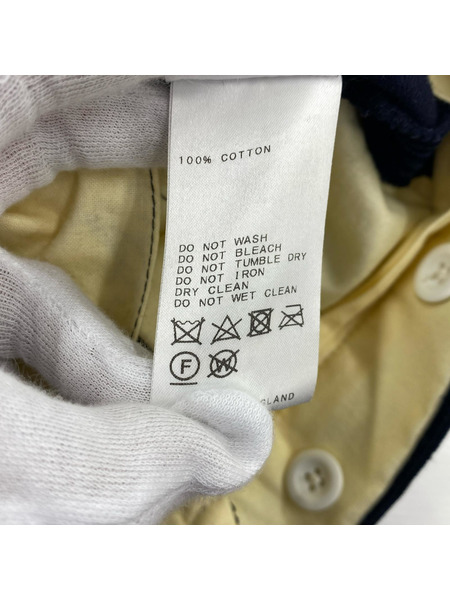 100% COTTON
DO NOT WASH
DO NOT BLEACH
DO NOT TUMBLE DRY
DO NOT IRON
DRY CLEAN
DO NOT WET CLEAN
F W